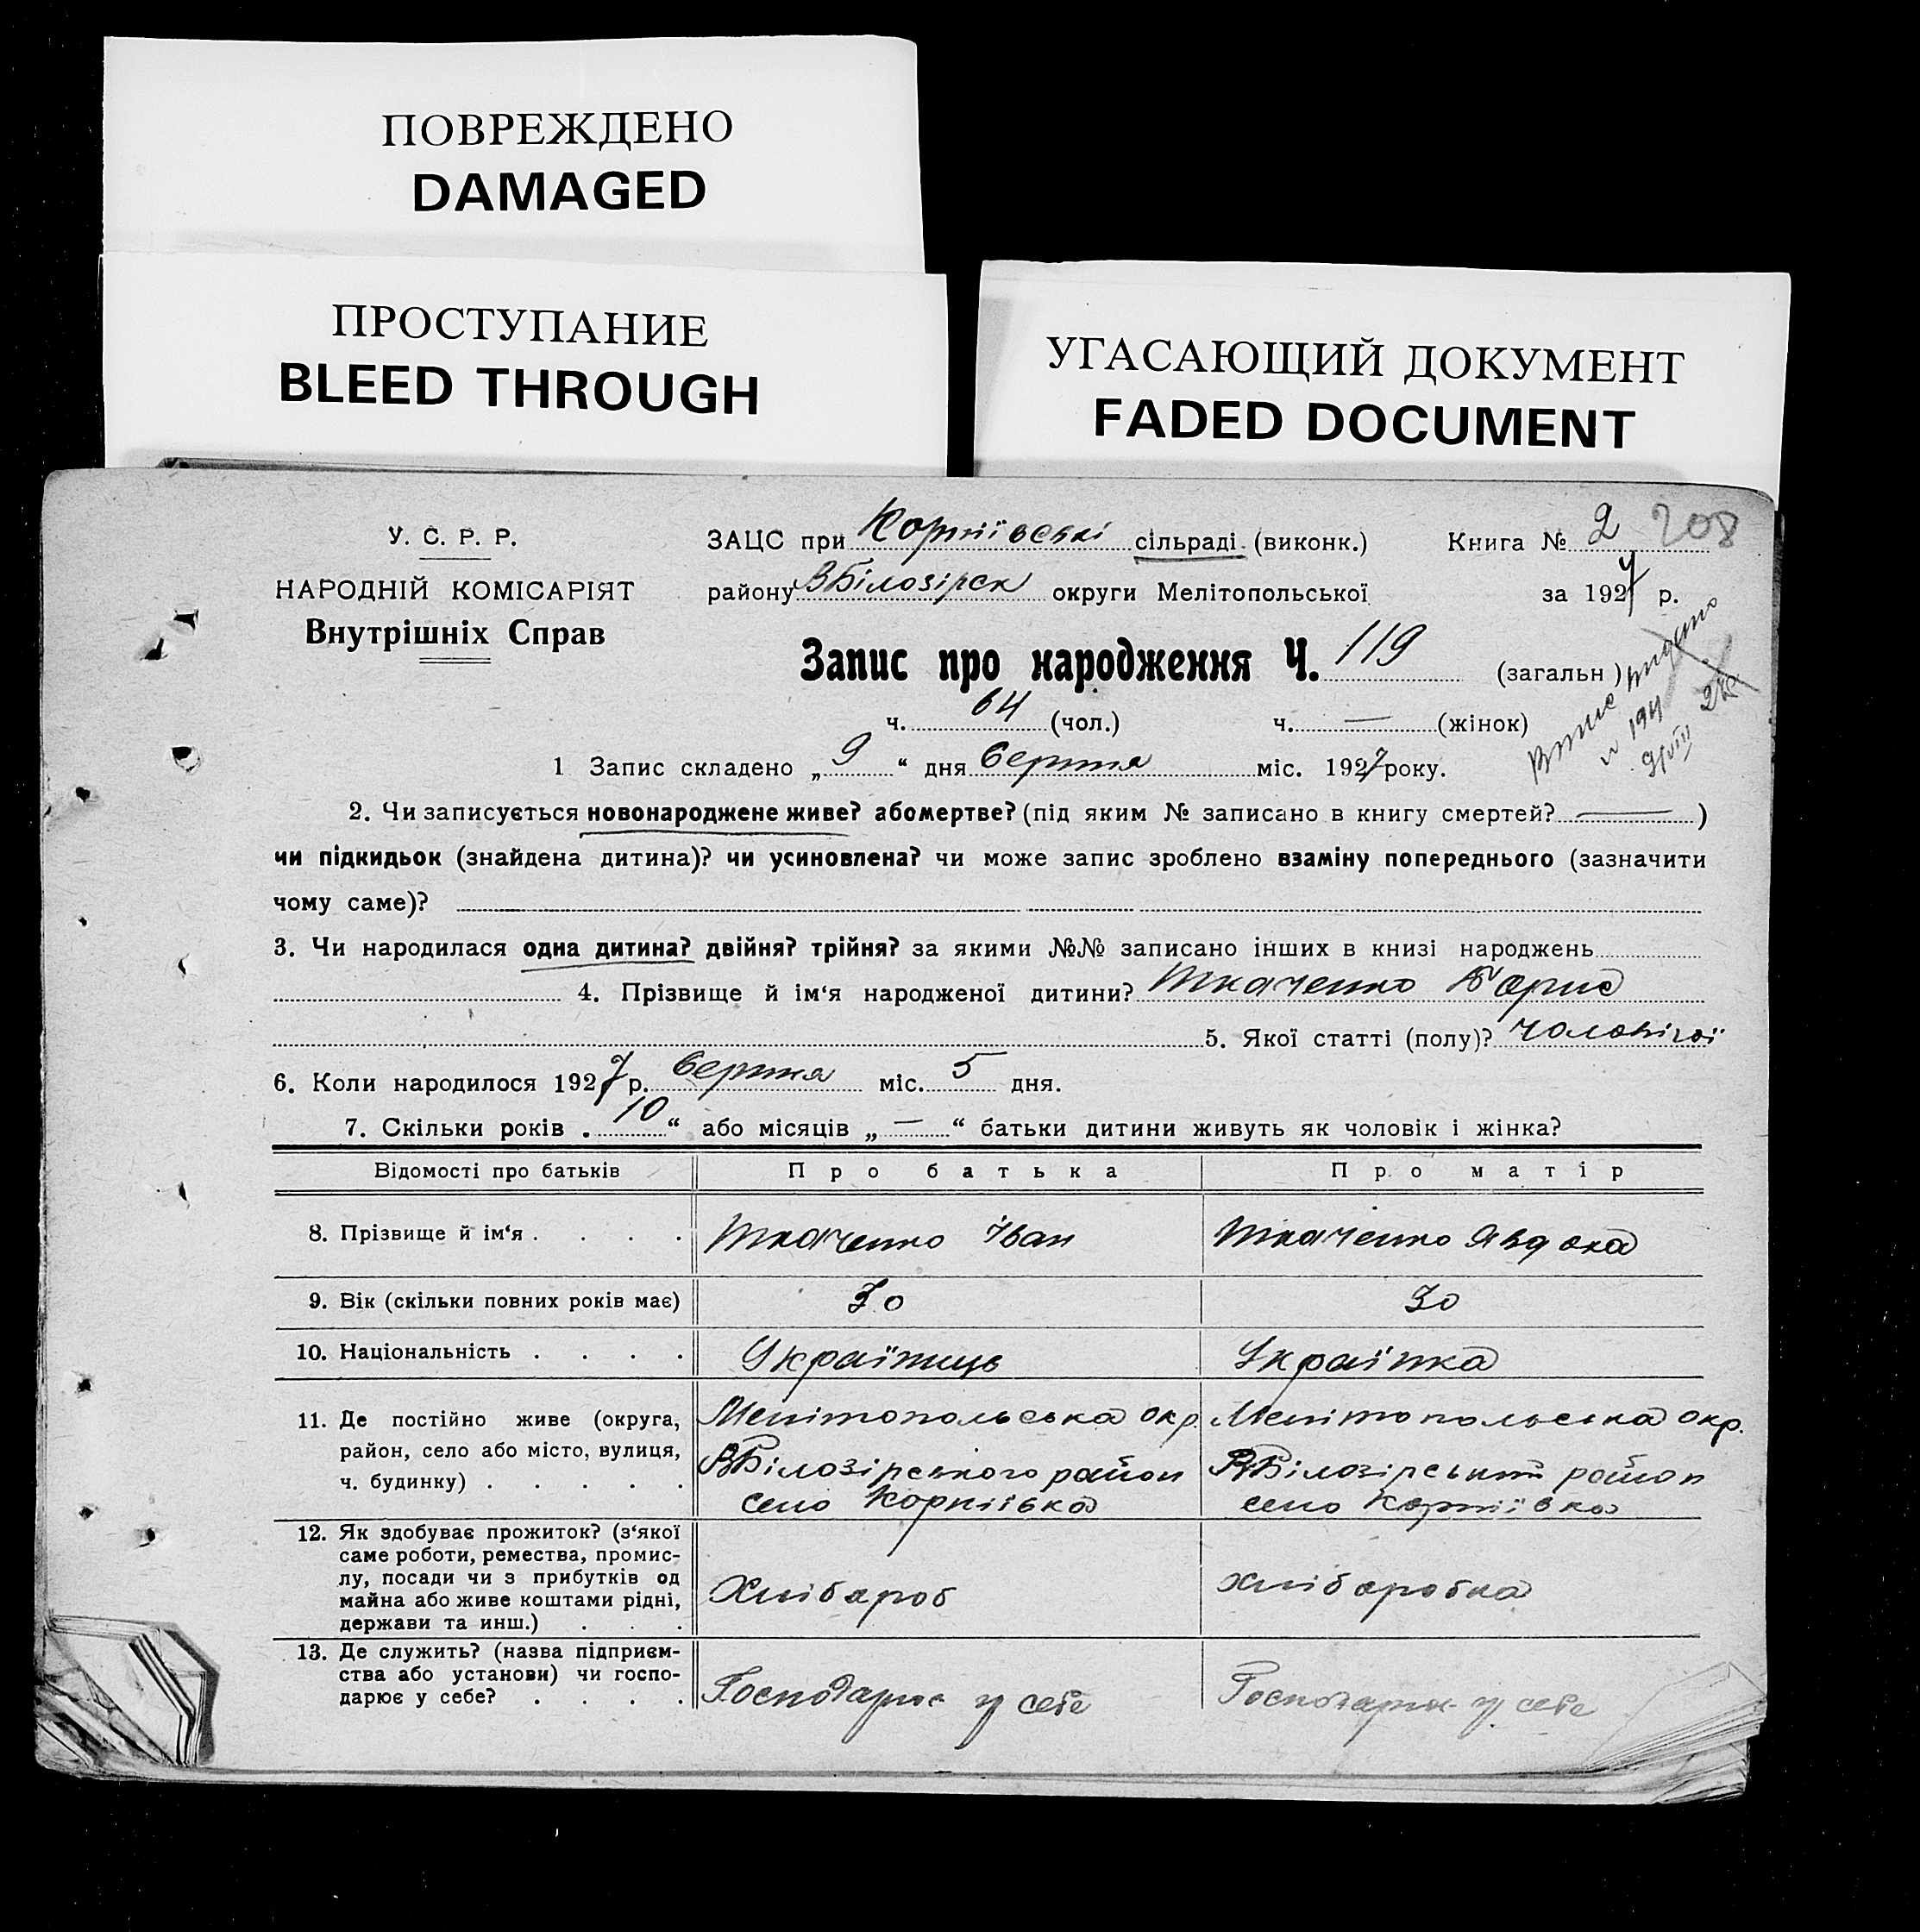 ПОВРЕЖДЕНО
DAMAGED
ПРОСТУПАНИЕ
BLEED THROUGH
УГАСАЮЩИЙ ДОКУМЕНТ
FADED DOCUMENT
У. С. Р. Р.
НАРОДНІЙ КОМІСАРІЯТ
Внутрішніх Справ
ЗАЦС при Корніївські сільраді (виконк.) Книга № 2 208
району ВБілозірск округи Мелітопольської за 1927 р.
Запис про народження Ч. 119 (загальн )
ч. 64 (чол.) ч. — (жінок)
1 Запис складено „ 9 “ дня Серпня міс. 1927 року.
2. Чи записується новонароджене живе? абомертве? (під яким № записано в книгу смертей? — )
чи підкидьок (знайдена дитина)? чи усиновлена? чи може запис зроблено взаміну попереднього (зазначити
чому саме)?
3. Чи народилася одна дитина? двійня? трійня? за якими №№ записано інших в книзі народжень
4. Прізвище й ім‘я народженої дитини? Ткаченко Борис
5. Якої статті (полу)? Чоловічої
6. Коли народилося 1927 р. Серпня міс. 5 дня.
7. Скільки років „ 10 “ або місяців „ — “ батьки дитини живуть як чоловік і жінка?
Відомості про батьків Про батька Про матір
8. Прізвище й ім‘я . . . . Ткаченко Іван Ткаченко Явдоха
9. Вік (скільки повних років має) 30 30
10. Національність . . . . Українець Українка
11. Де постійно живе (округа, Мелітопольська окр. Мелітопольська окр.
район, село або місто, вулиця, ВБілозірського район ВБілозірський район
ч. будинку) . . . . . село Корніївка село Корніївка
12. Як здобуває прожиток? (з‘якої
саме роботи, ремества, промис-
лу, посади чи з прибутків од
майна або живе коштами рідні, Хлібароб хлібаробка
держави та инш.) . . .
13. Де служить? (назва підприєм-
ства або установи) чи госпо-
дарює у себе? . . . . Господарює у себе Господарює у себе